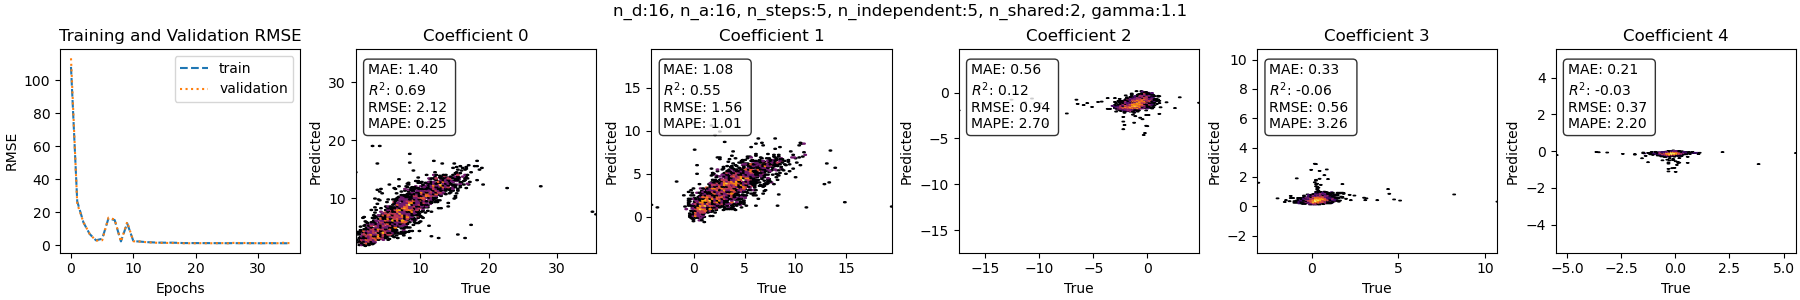 n_d:16, n_a:16, n_steps:5, n_independent:5, n_shared:2, gamma:1.1
Training and Validation RMSE
train
validation
100
80
60
40
20
0
RMSE
0
10
20
30
Epochs
Coefficient 0
MAE: 1.40
R²: 0.69
RMSE: 2.12
MAPE: 0.25
30
20
10
Predicted
10
20
30
True
Coefficient 1
MAE: 1.08
R²: 0.55
RMSE: 1.56
MAPE: 1.01
15
10
5
0
Predicted
0
5
10
15
True
Coefficient 2
MAE: 0.56
R²: 0.12
RMSE: 0.94
MAPE: 2.70
0
−5
−10
−15
Predicted
−15
−10
−5
0
True
Coefficient 3
MAE: 0.33
R²: -0.06
RMSE: 0.56
MAPE: 3.26
10
8
6
4
2
0
−2
Predicted
0
5
10
True
Coefficient 4
MAE: 0.21
R²: -0.03
RMSE: 0.37
MAPE: 2.20
4
2
0
−2
−4
Predicted
−5.0
−2.5
0.0
2.5
5.0
True